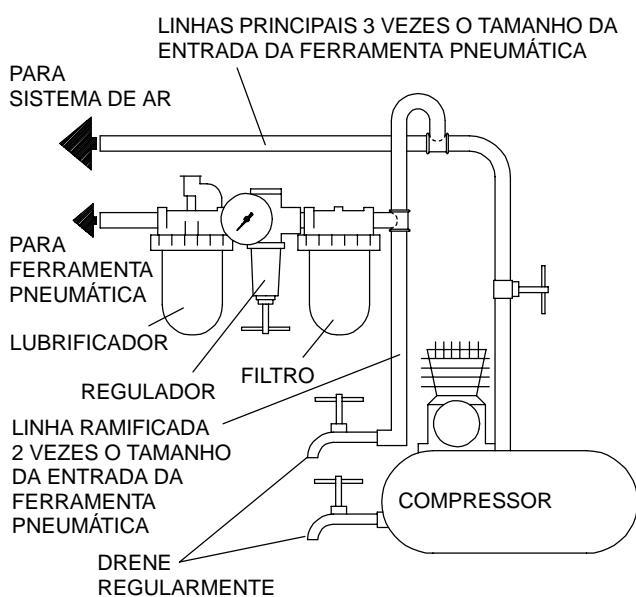 LINHAS PRINCIPAIS 3 VEZES O TAMANHO DA
ENTRADA DA FERRAMENTA PNEUMÁTICA
PARA
SISTEMA DE AR
PARA
FERRAMENTA
PNEUMÁTICA
LUBRIFICADOR
REGULADOR
FILTRO
LINHA RAMIFICADA
2 VEZES O TAMANHO
DA ENTRADA DA
FERRAMENTA
PNEUMÁTICA
COMPRESSOR
DRENE
REGULARMENTE